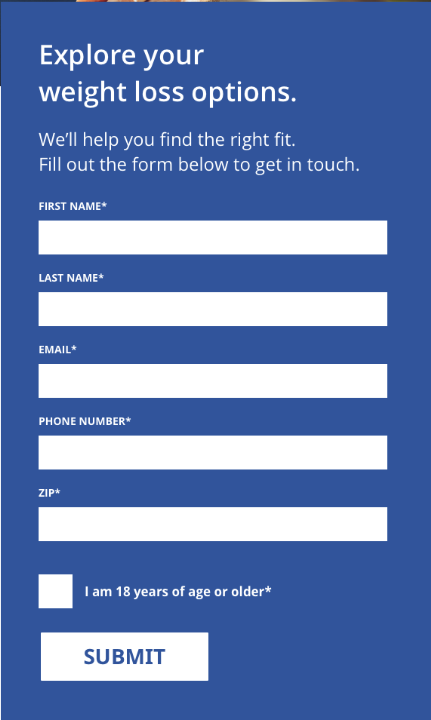 Explore your
weight loss options.
We’ll help you find the right fit.
Fill out the form below to get in touch.
FIRST NAME*
LAST NAME*
EMAIL*
PHONE NUMBER*
ZIP*
I am 18 years of age or older*
SUBMIT